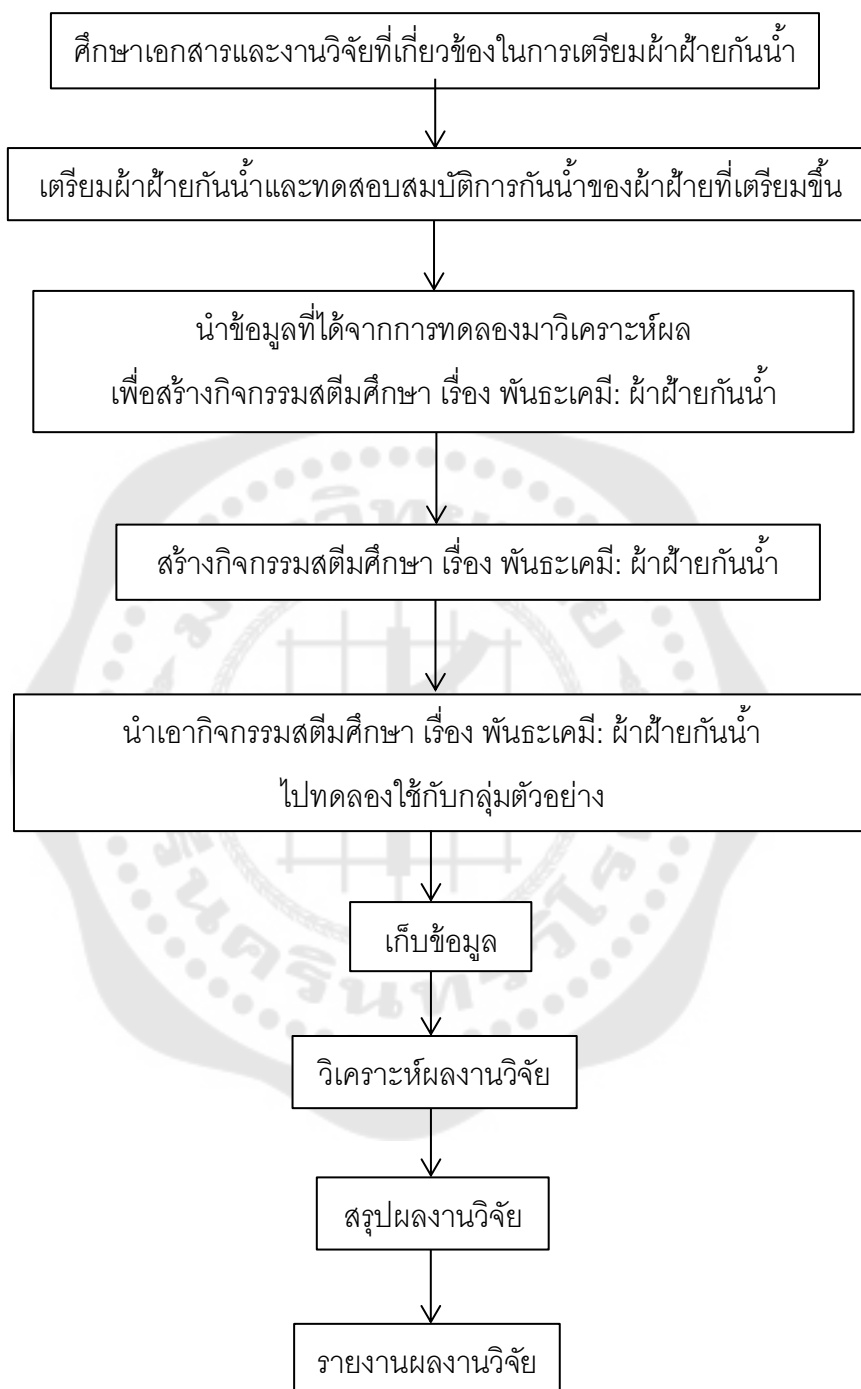 ศึกษาเอกสารและงานวิจัยที่เกี่ยวข้องในการเตรียมผ้าฝ้ายกันน้ำ
เตรียมผ้าฝ้ายกันน้ำและทดสอบสมบัติการกันน้ำของผ้าฝ้ายที่เตรียมขึ้น
นำข้อมูลที่ได้จากการทดลองมาวิเคราะห์ผล
เพื่อสร้างกิจกรรมสตีมศึกษา เรื่อง พันธะเคมี: ผ้าฝ้ายกันน้ำ
สร้างกิจกรรมสตีมศึกษา เรื่อง พันธะเคมี: ผ้าฝ้ายกันน้ำ
นำเอากิจกรรมสตีมศึกษา เรื่อง พันธะเคมี: ผ้าฝ้ายกันน้ำ
ไปทดลองใช้กับกลุ่มตัวอย่าง
เก็บข้อมูล
วิเคราะห์ผลงานวิจัย
สรุปผลงานวิจัย
รายงานผลงานวิจัย